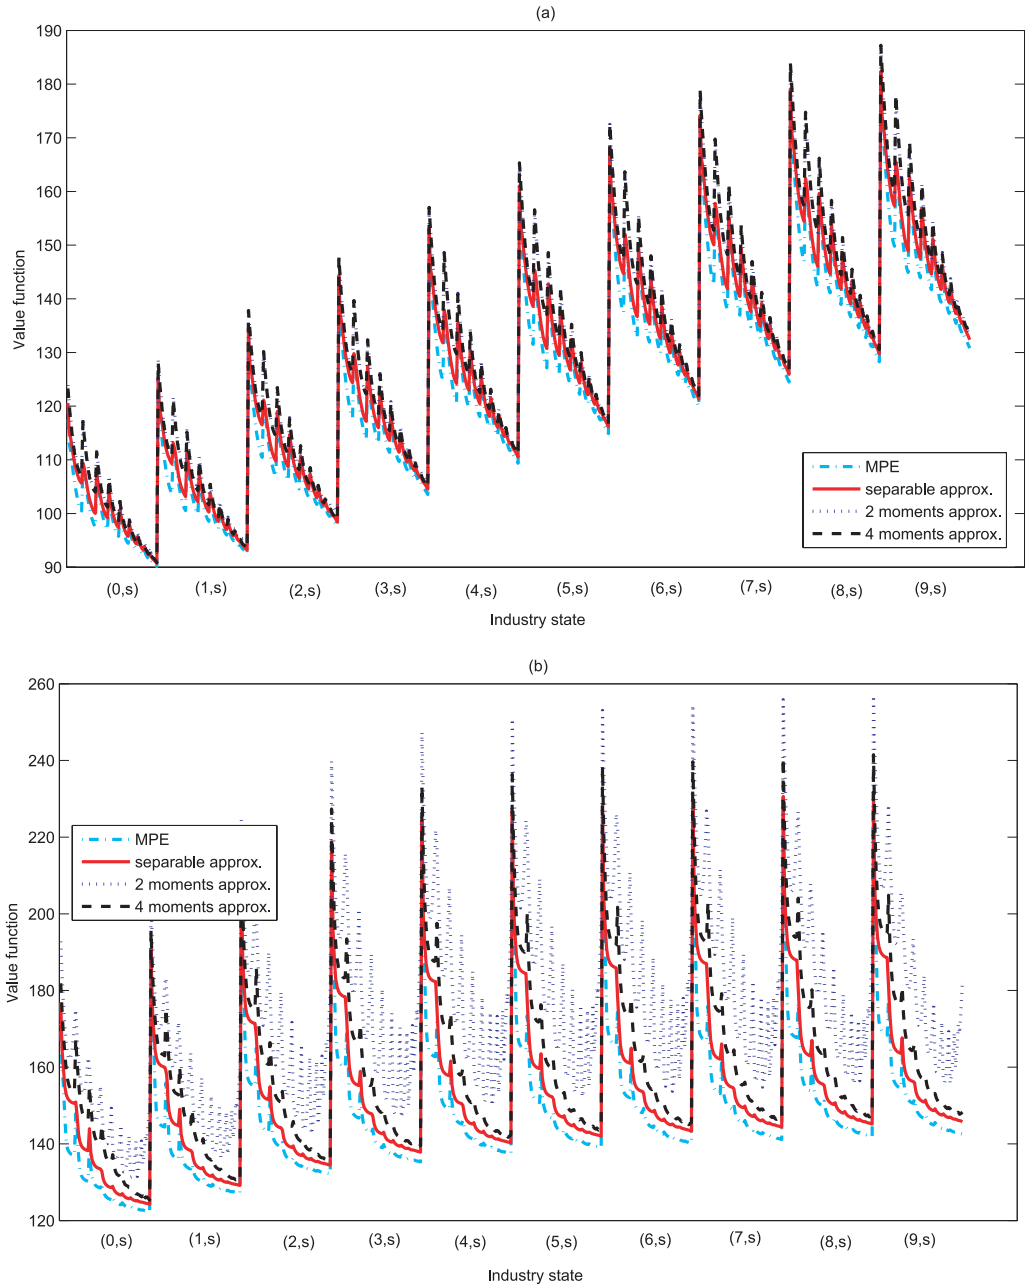 (a)
190
180
170
160
150
140
130
120
110
100
90
Value function
MPE
separable approx.
2 moments approx.
4 moments approx.
(0,s) (1,s) (2,s) (3,s) (4,s) (5,s) (6,s) (7,s) (8,s) (9,s)
Industry state
(b)
260
240
220
200
180
160
140
120
Value function
MPE
separable approx.
2 moments approx.
4 moments approx.
(0,s) (1,s) (2,s) (3,s) (4,s) (5,s) (6,s) (7,s) (8,s) (9,s)
Industry state